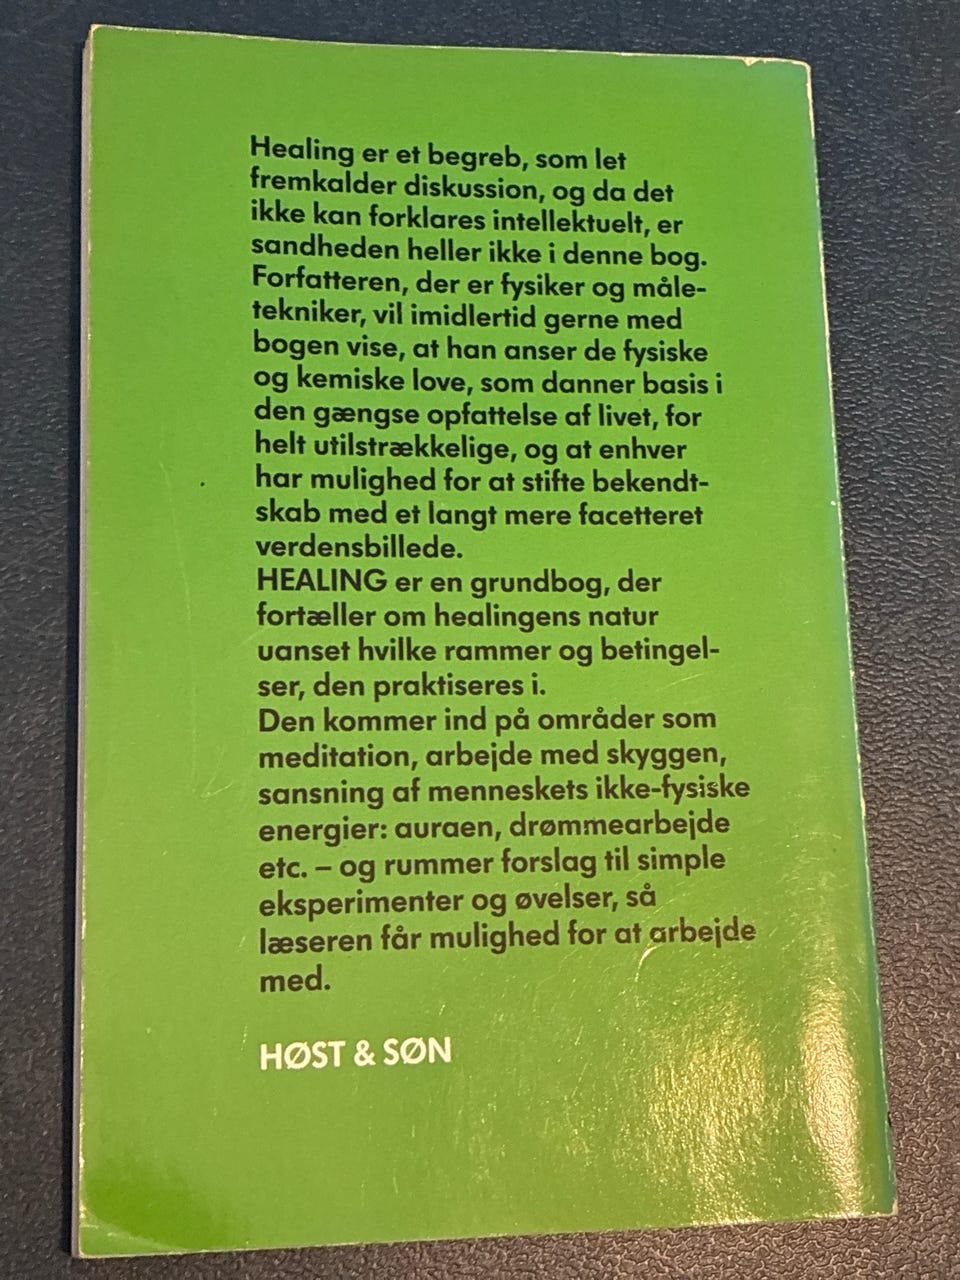 Healing er et begreb, som let
fremkalder diskussion, og da det
ikke kan forklares intellektuelt, er
sandheden heller ikke i denne bog.
Forfatteren, der er fysiker og måle-
tekniker, vil imidlertid gerne med
bogen vise, at han anser de fysiske
og kemiske love, som danner basis i
den gængse opfattelse af livet, for
helt utilstrækkelige, og at enhver
har mulighed for at stifte bekendt-
skab med et langt mere facetteret
verdensbillede.
HEALING er en grundbog, der
fortæller om healingens natur
uanset hvilke rammer og betingel-
ser, den praktiseres i.
Den kommer ind på områder som
meditation, arbejde med skyggen,
sansning af menneskets ikke-fysiske
energier: auraen, drømmearbejde
etc. – og rummer forslag til simple
eksperimenter og øvelser, så
læseren får mulighed for at arbejde
med.
HØST & SØN